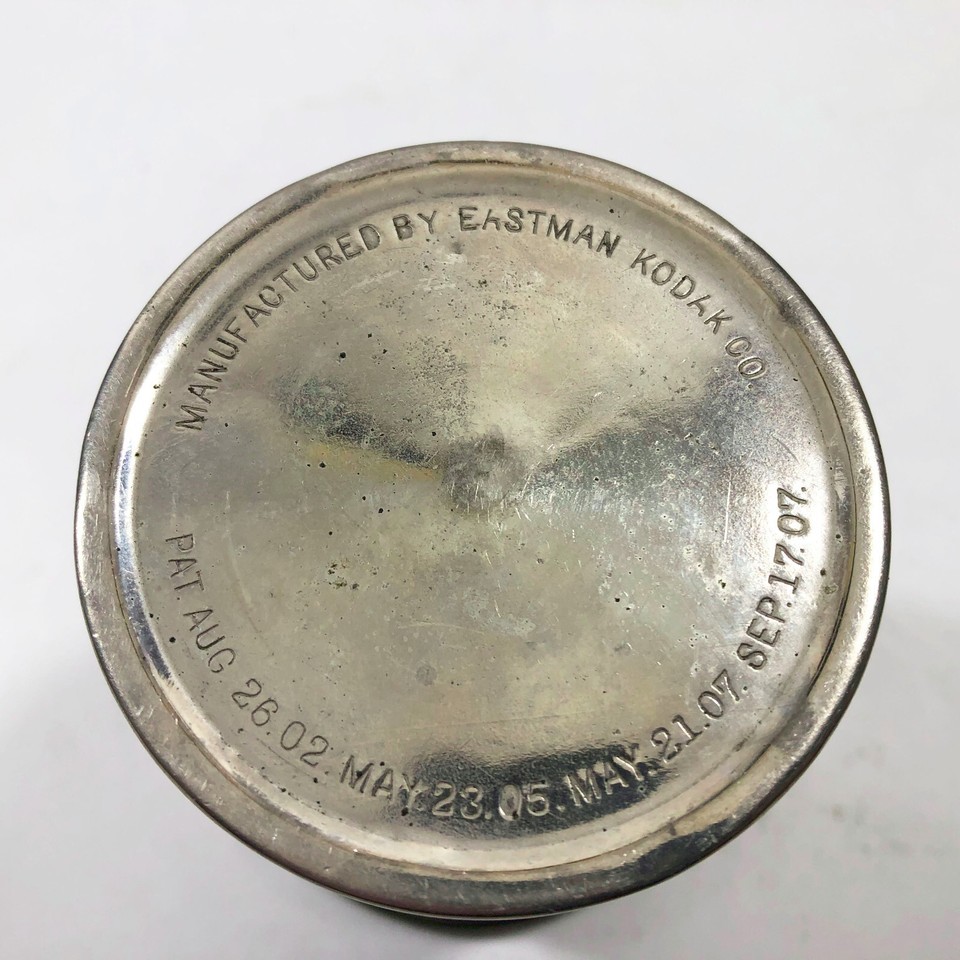 MANUFACTURED BY EASTMAN KODAK CO.
PAT. AUG. 26.02. MAY.23.05. MAY. 21.07. SEP.17.07.